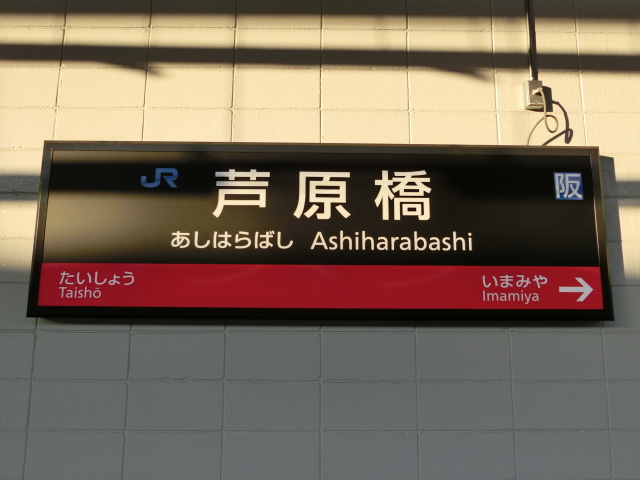 JR 芦原橋 阪
あしはらばし Ashiharabashi
たいしょう いまみや
Taishō Imamiya